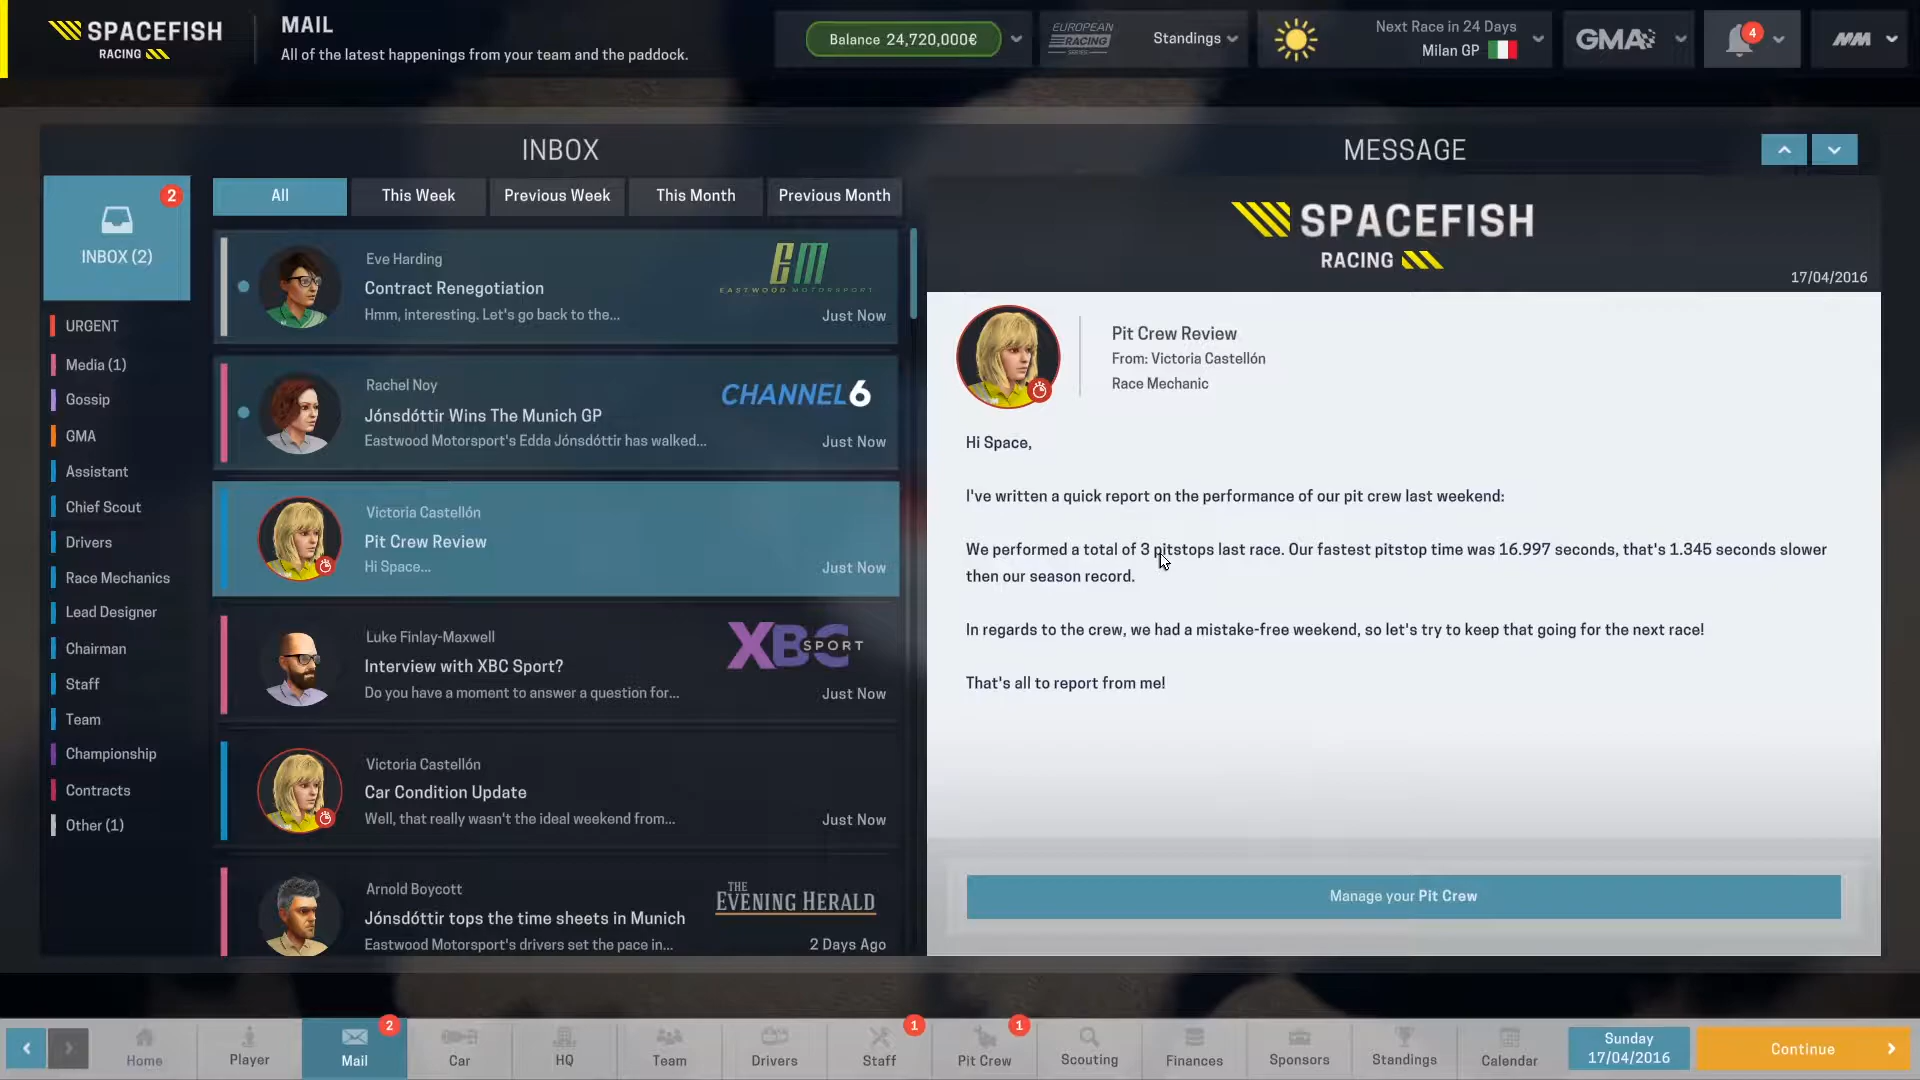 SPACEFISH
RACING
MAIL
All of the latest happenings from your team and the paddock.
Balance 24,720,000€
EUROPEAN
RACING
SERIES
Standings
Next Race in 24 Days
Milan GP
GMA
4
INBOX
MESSAGE
2
INBOX (2)
URGENT
Media (1)
Gossip
GMA
Assistant
Chief Scout
Drivers
Race Mechanics
Lead Designer
Chairman
Staff
Team
Championship
Contracts
Other (1)
All
This Week
Previous Week
This Month
Previous Month
Eve Harding
Contract Renegotiation
Hmm, interesting. Let's go back to the...
EM
EASTWOOD MOTORSPORT
Just Now
Rachel Noy
Jónsdóttir Wins The Munich GP
Eastwood Motorsport's Edda Jónsdóttir has walked...
CHANNEL6
Just Now
Victoria Castellón
Pit Crew Review
Hi Space...
Just Now
Luke Finlay-Maxwell
Interview with XBC Sport?
Do you have a moment to answer a question for...
XBC SPORT
Just Now
Victoria Castellón
Car Condition Update
Well, that really wasn't the ideal weekend from...
Just Now
Arnold Boycott
Jónsdóttir tops the time sheets in Munich
Eastwood Motorsport's drivers set the pace in...
THE
EVENING HERALD
2 Days Ago
SPACEFISH
RACING
17/04/2016
Pit Crew Review
From: Victoria Castellón
Race Mechanic
Hi Space,
I've written a quick report on the performance of our pit crew last weekend:
We performed a total of 3 pitstops last race. Our fastest pitstop time was 16.997 seconds, that's 1.345 seconds slower
then our season record.
In regards to the crew, we had a mistake-free weekend, so let's try to keep that going for the next race!
That's all to report from me!
Manage your Pit Crew
Home
Player
2
Mail
Car
HQ
Team
Drivers
1
Staff
1
Pit Crew
Scouting
Finances
Sponsors
Standings
Calendar
Sunday
17/04/2016
Continue